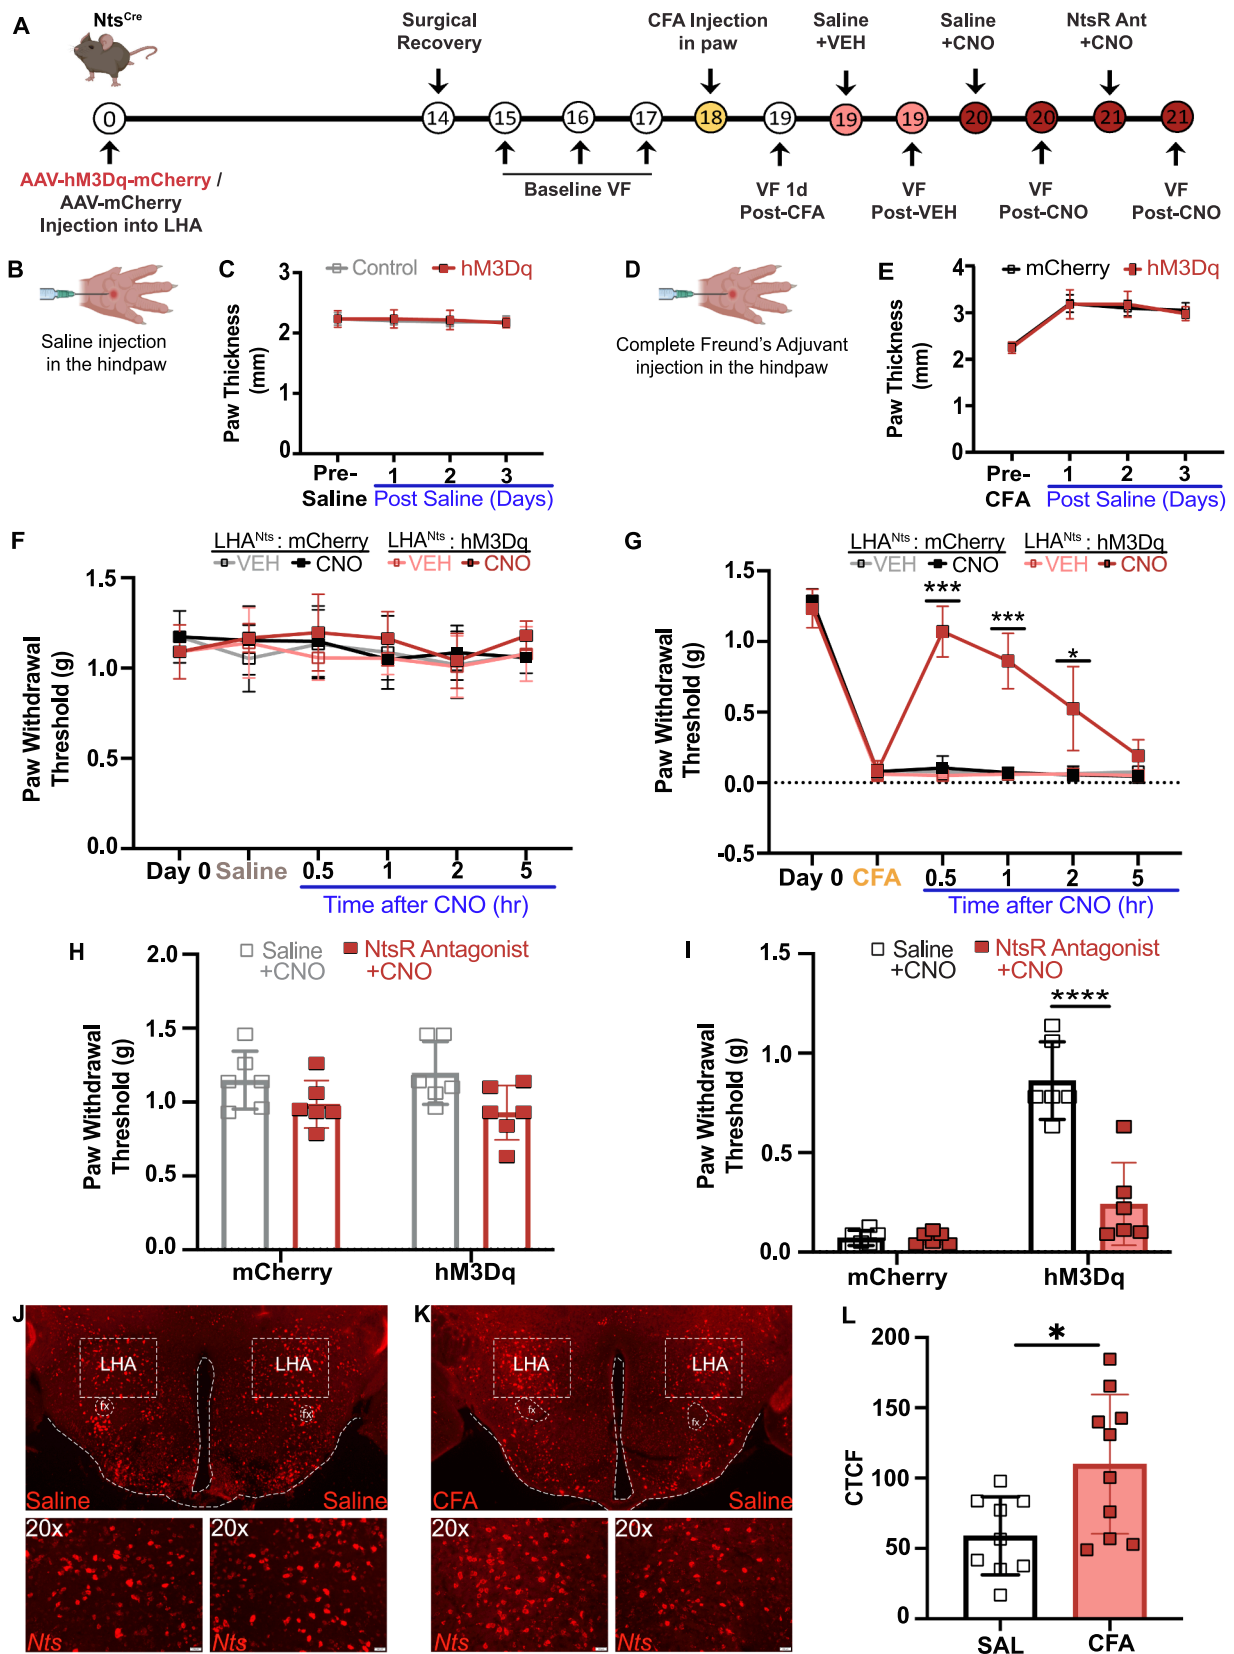 A
Nts^Cre
Surgical
Recovery
CFA Injection
in paw
Saline
+VEH
Saline
+CNO
NtsR Ant
+CNO
0 14 15 16 17 18 19 19 19 20 20 21 21
AAV-hM3Dq-mCherry /
AAV-mCherry
Injection into LHA
Baseline VF
VF 1d
Post-CFA
VF
Post-VEH
VF
Post-CNO
VF
Post-CNO
B
Saline injection
in the hindpaw
C
Control hM3Dq
Paw Thickness
(mm)
3
2
1
0
Pre-
Saline
1 2 3
Post Saline (Days)
D
Complete Freund's Adjuvant
injection in the hindpaw
E
mCherry hM3Dq
Paw Thickness
(mm)
4
3
2
1
0
Pre-
CFA
1 2 3
Post Saline (Days)
F
LHA^Nts : mCherry LHA^Nts : hM3Dq
VEH CNO VEH CNO
Paw Withdrawal
Threshold (g)
1.5
1.0
0.5
0.0
Day 0 Saline 0.5 1 2 5
Time after CNO (hr)
G
LHA^Nts : mCherry LHA^Nts : hM3Dq
VEH CNO VEH CNO
Paw Withdrawal
Threshold (g)
1.5
1.0
0.5
0.0
-0.5
***
***
*
Day 0 CFA 0.5 1 2 5
Time after CNO (hr)
H
Saline
+CNO
NtsR Antagonist
+CNO
Paw Withdrawal
Threshold (g)
2.0
1.5
1.0
0.5
0.0
mCherry hM3Dq
I
Saline
+CNO
NtsR Antagonist
+CNO
Paw Withdrawal
Threshold (g)
1.5
1.0
0.5
0.0
****
mCherry hM3Dq
J
LHA LHA
fx fx
Saline Saline
20x 20x
Nts Nts
K
LHA LHA
fx fx
CFA Saline
20x 20x
Nts Nts
L
CTCF
200
150
100
50
0
*
SAL CFA